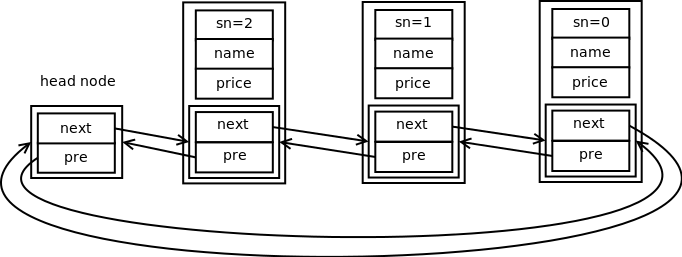 head node
next
pre
sn=2
name
price
next
pre
sn=1
name
price
next
pre
sn=0
name
price
next
pre